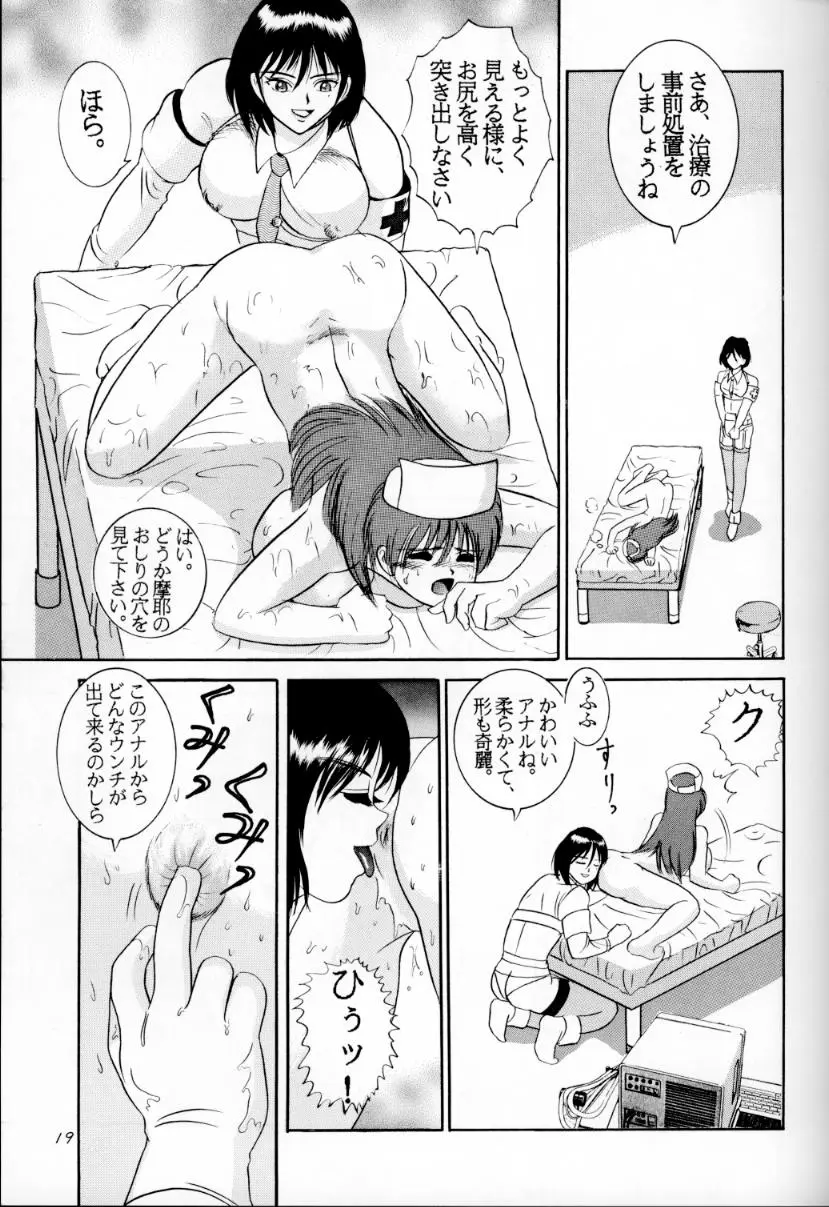 さあ、治療の
事前処置を
しましょうね
もっとよく
見える様に、
お尻を高く
突き出しなさい
ほら。
はい。
どうか摩耶の
おしりの穴を
見て下さい。
ク
うふふ
かわいい
アナルね。
柔らかくて、
形も奇麗。
すりっ
ひぅッ!
くみっ
くみっ
このアナルから
どんなウンチが
出て来るのかしら
19